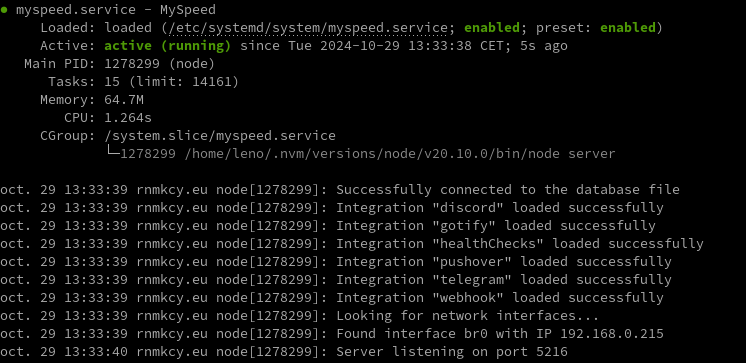 ● myspeed.service - MySpeed
Loaded: loaded (/etc/systemd/system/myspeed.service; enabled; preset: enabled)
Active: active (running) since Tue 2024-10-29 13:33:38 CET; 5s ago
Main PID: 1278299 (node)
Tasks: 15 (limit: 14161)
Memory: 64.7M
CPU: 1.264s
CGroup: /system.slice/myspeed.service
└─1278299 /home/leno/.nvm/versions/node/v20.10.0/bin/node server
oct. 29 13:33:39 rnmkcy.eu node[1278299]: Successfully connected to the database file
oct. 29 13:33:39 rnmkcy.eu node[1278299]: Integration "discord" loaded successfully
oct. 29 13:33:39 rnmkcy.eu node[1278299]: Integration "gotify" loaded successfully
oct. 29 13:33:39 rnmkcy.eu node[1278299]: Integration "healthChecks" loaded successfully
oct. 29 13:33:39 rnmkcy.eu node[1278299]: Integration "pushover" loaded successfully
oct. 29 13:33:39 rnmkcy.eu node[1278299]: Integration "telegram" loaded successfully
oct. 29 13:33:39 rnmkcy.eu node[1278299]: Integration "webhook" loaded successfully
oct. 29 13:33:39 rnmkcy.eu node[1278299]: Looking for network interfaces...
oct. 29 13:33:39 rnmkcy.eu node[1278299]: Found interface br0 with IP 192.168.0.215
oct. 29 13:33:40 rnmkcy.eu node[1278299]: Server listening on port 5216